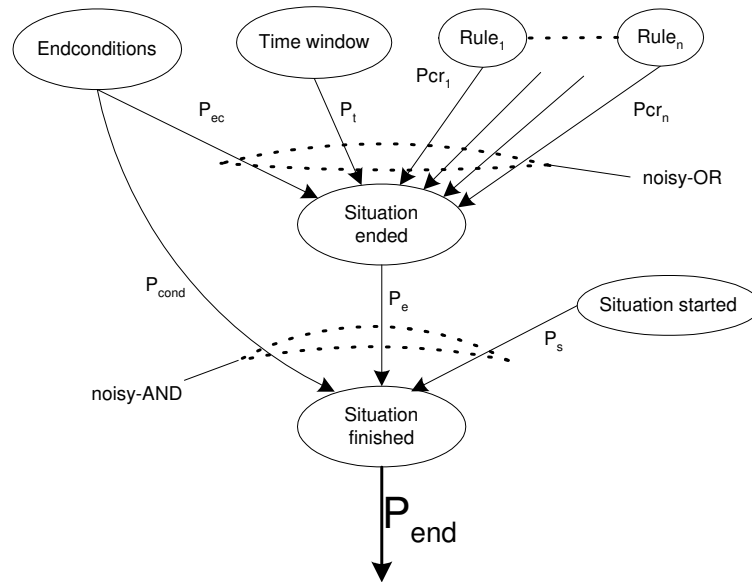 Endconditions
Time window
Rule1
Rulen
Pec
Pt
Pcr1
Pcrn
noisy-OR
Situation
ended
Pcond
Pe
Situation started
Ps
noisy-AND
Situation
finished
Pend